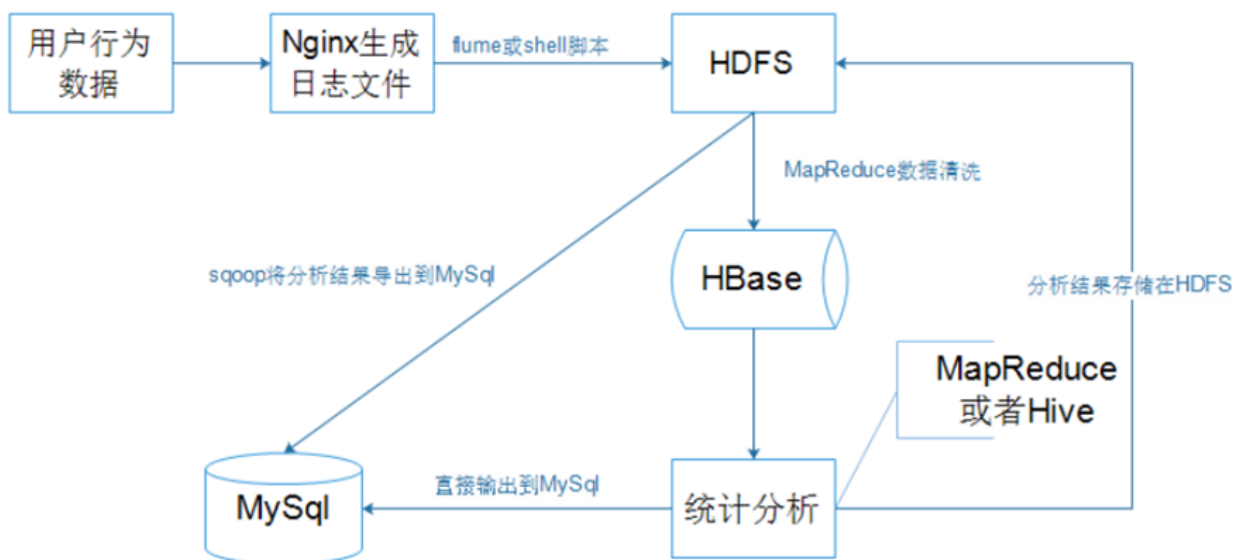 用户行为
数据
Nginx生成
日志文件
flume或shell脚本
HDFS
MapReduce数据清洗
sqoop将分析结果导出到MySql
HBase
分析结果存储在HDFS
MapReduce
或者Hive
直接输出到MySql
MySql
统计分析